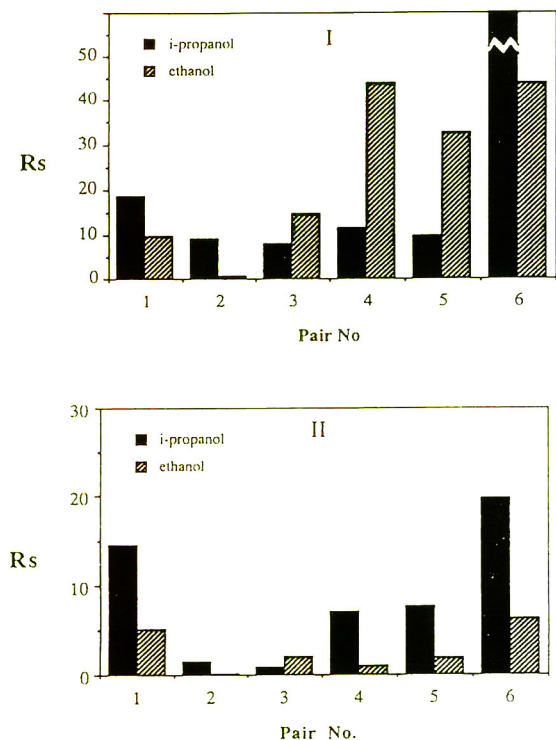 I
i-propanol
ethanol
50
40
30
20
10
0
Rs
1 2 3 4 5 6
Pair No
II
30
i-propanol
ethanol
20
10
0
Rs
1 2 3 4 5 6
Pair No.